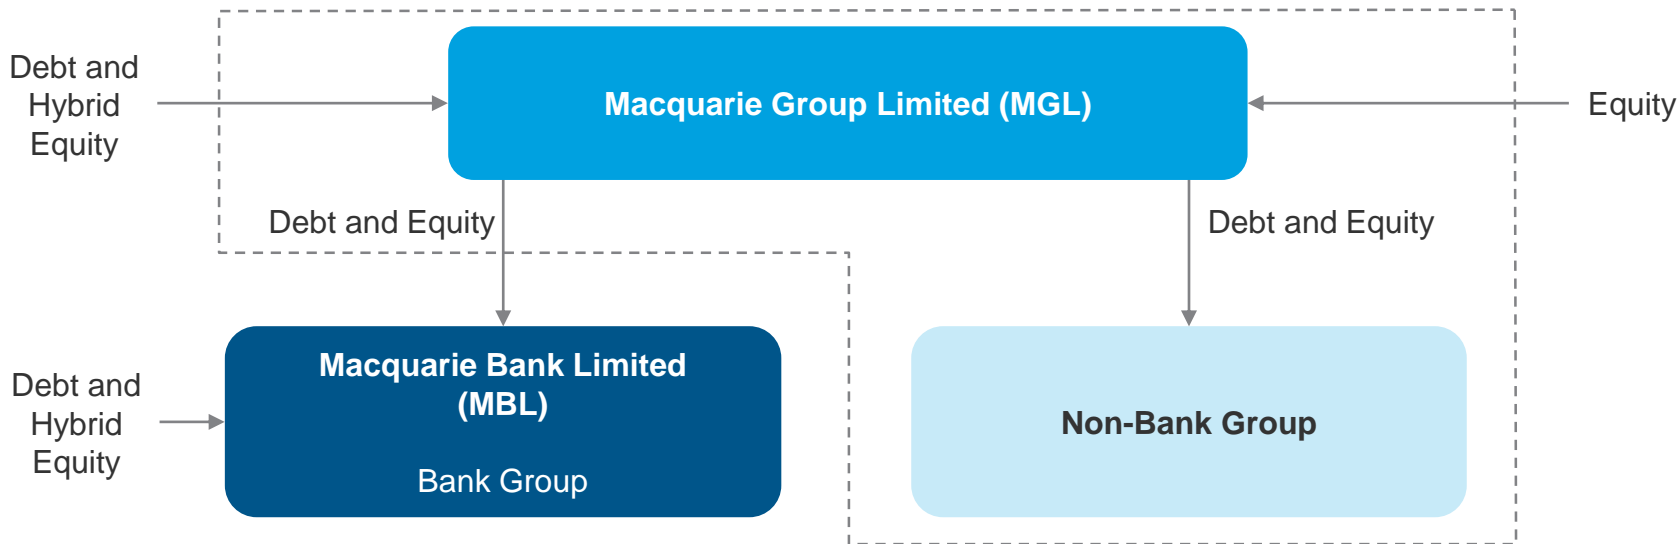 Debt and
Hybrid
Equity
Macquarie Group Limited (MGL)
Equity
Debt and Equity
Debt and Equity
Debt and
Hybrid
Equity
Macquarie Bank Limited
(MBL)
Bank Group
Non-Bank Group